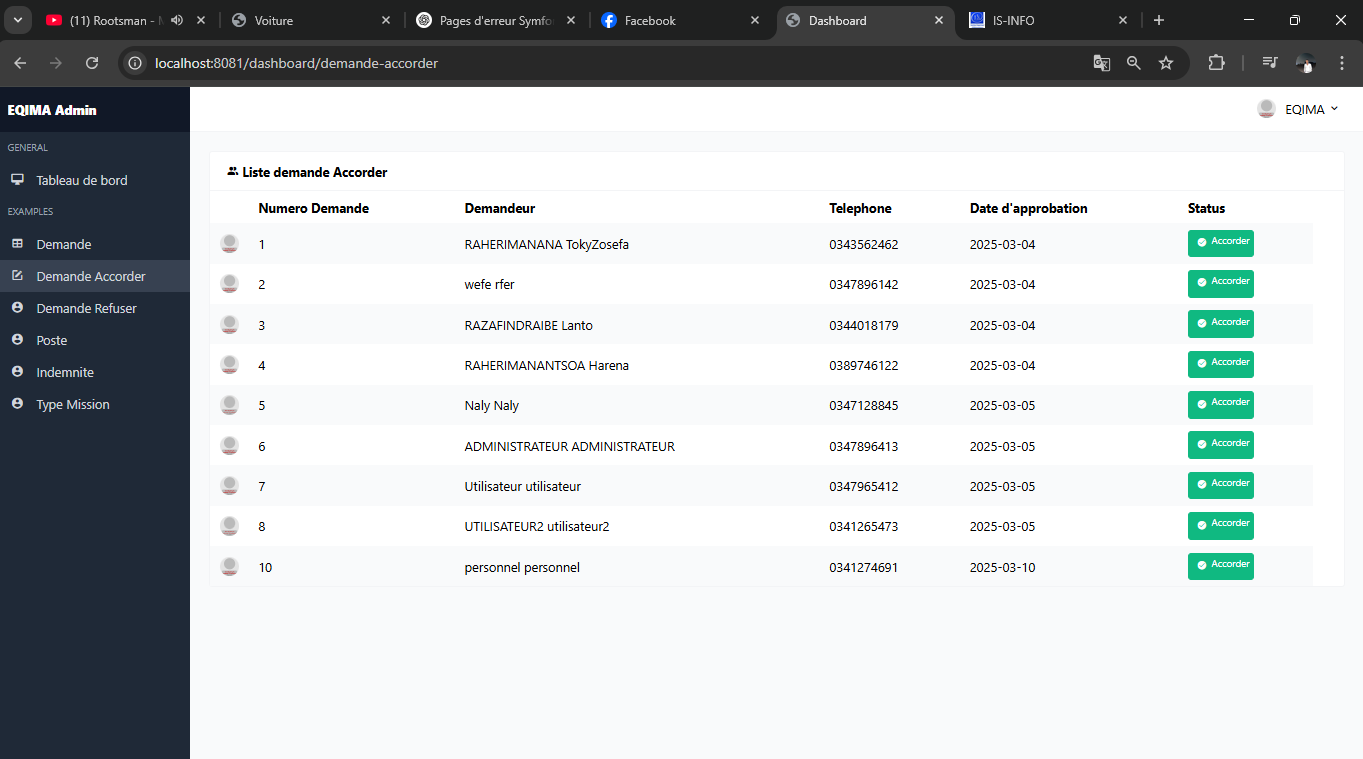 (11) Rootsman -
Voiture
Pages d'erreur Symfo
Facebook
Dashboard
IS-INFO
localhost:8081/dashboard/demande-accorder
EQIMA Admin
EQIMA
GENERAL
Tableau de bord
EXAMPLES
Demande
Demande Accorder
Demande Refuser
Poste
Indemnite
Type Mission
Liste demande Accorder
Numero Demande Demandeur Telephone Date d'approbation Status
1 RAHERIMANANA TokyZosefa 0343562462 2025-03-04 Accorder
2 wefe rfer 0347896142 2025-03-04 Accorder
3 RAZAFINDRAIBE Lanto 0344018179 2025-03-04 Accorder
4 RAHERIMANANTSOA Harena 0389746122 2025-03-04 Accorder
5 Naly Naly 0347128845 2025-03-05 Accorder
6 ADMINISTRATEUR ADMINISTRATEUR 0347896413 2025-03-05 Accorder
7 Utilisateur utilisateur 0347965412 2025-03-05 Accorder
8 UTILISATEUR2 utilisateur2 0341265473 2025-03-05 Accorder
10 personnel personnel 0341274691 2025-03-10 Accorder